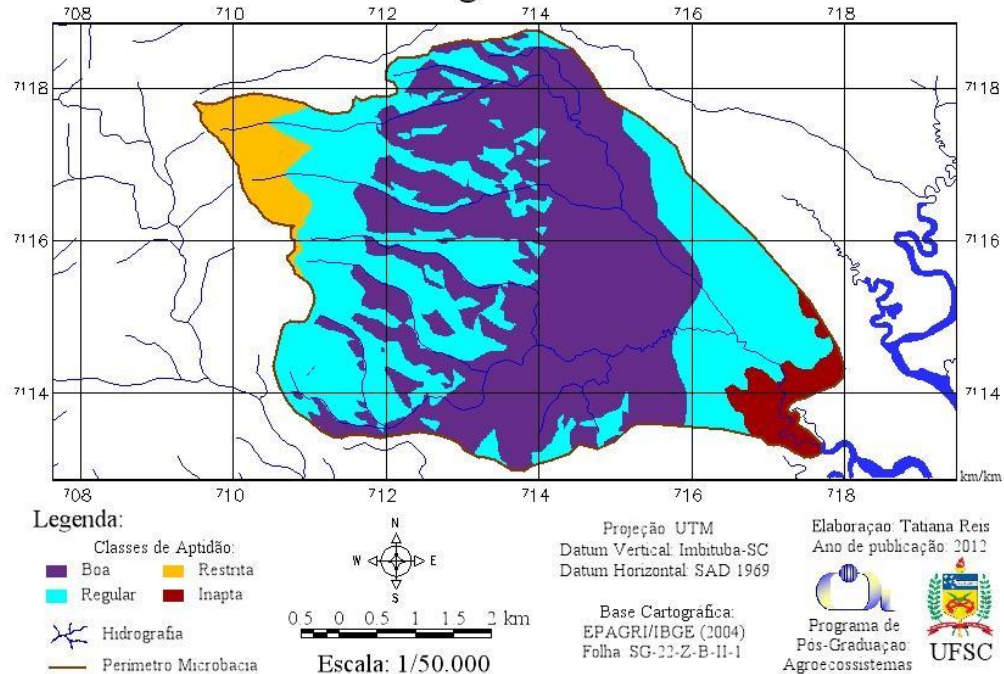 708 710 712 714 716 718
7118 7118
7116 7116
7114 7114
708 710 712 714 716 718 km/km
Legenda:
Classes de Aptidão:
Boa
Restrita
Regular
Inapta
Hidrografia
Perímetro Microbacia
N
W E
S
0.5 0 0.5 1 1.5 2 km
Escala: 1/50.000
Projeção: UTM
Datum Vertical: Imbituba-SC
Datum Horizontal: SAD 1969
Base Cartográfica:
EPAGRI/IBGE (2004)
Folha: SG-22-Z-B-II-1
Elaboraçao: Tatiana Reis
Ano de publicação: 2012
Programa de
Pós-Graduaçao:
Agroecossistemas
UFSC